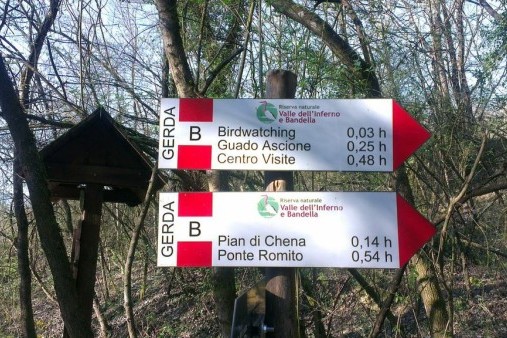 Riserva naturale
Valle dell'Inferno
e Bandella
GERDA
B
Birdwatching 0,03 h
Guado Ascione 0,25 h
Centro Visite 0,48 h
Riserva naturale
Valle dell'Inferno
e Bandella
GERDA
B
Pian di Chena 0,14 h
Ponte Romito 0,54 h